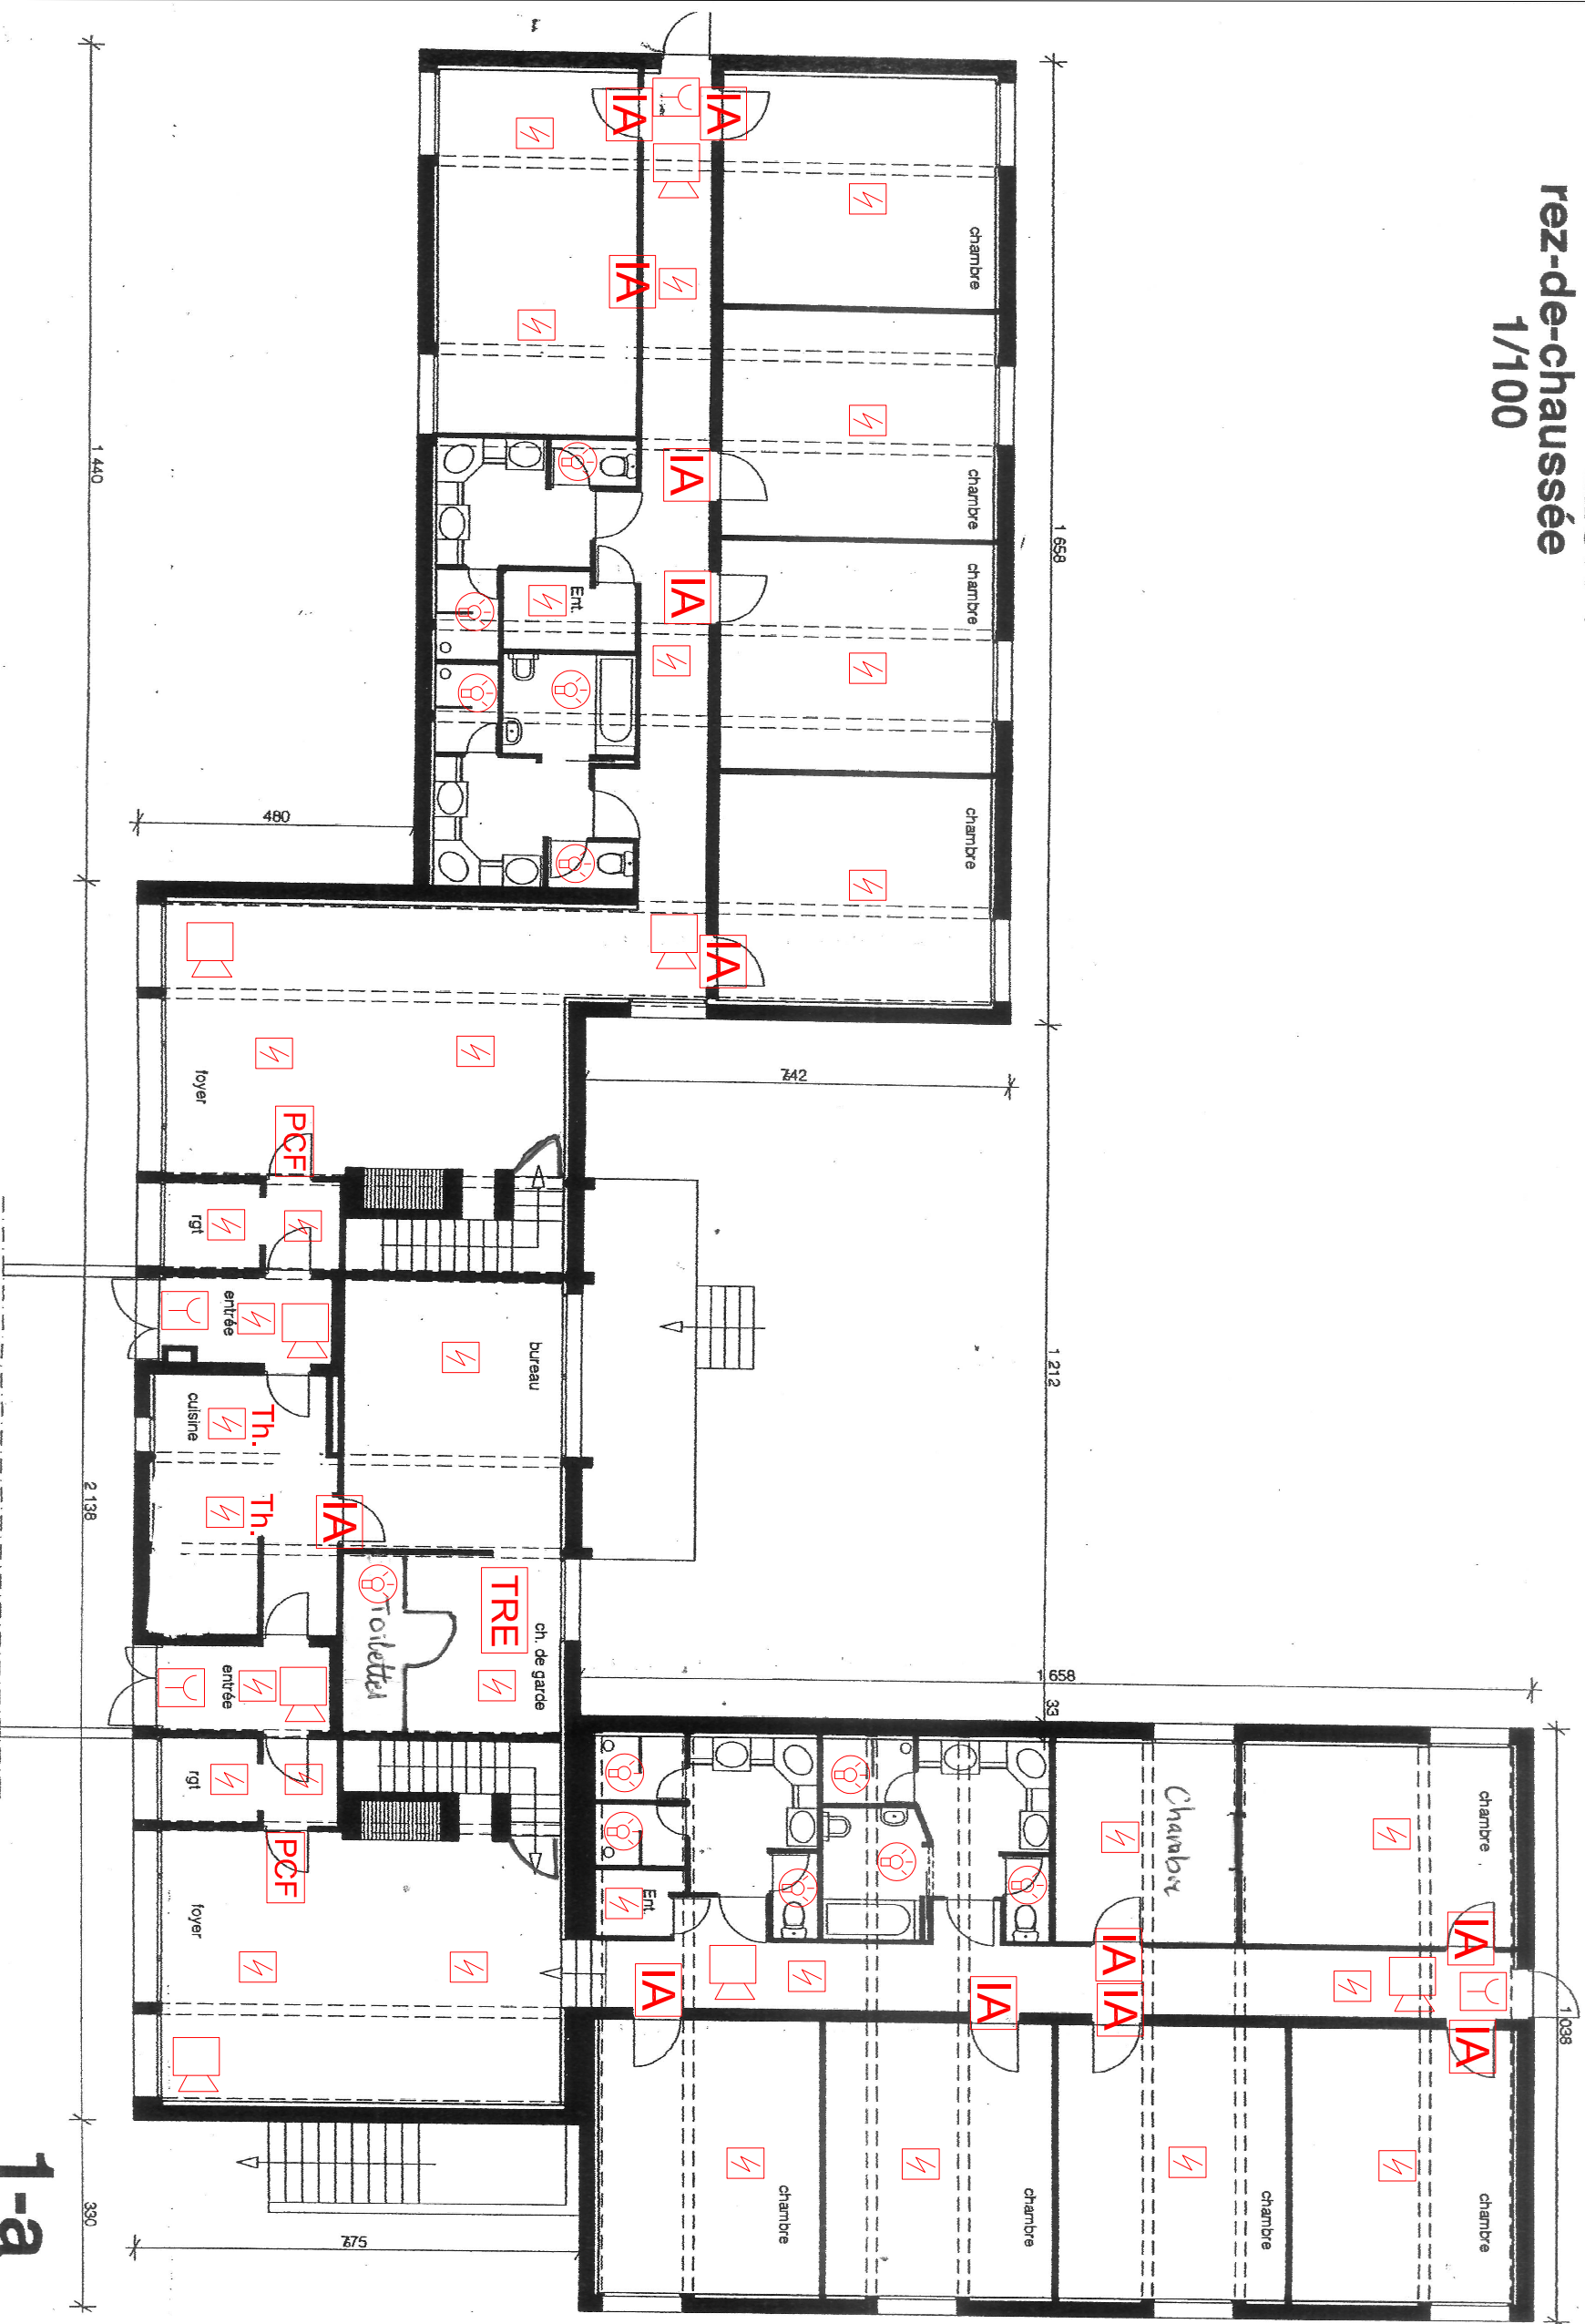 rez-de-chaussée
1/100
chambre
chambre
chambre
chambre
1 658
1 440
480
742
1 212
2 138
IA
IA
IA
IA
IA
IA
Ent.
foyer
PCF
rgt
entrée
bureau
cuisine
Th.
Th.
IA
TRE
ch. de garde
Toilettes
entrée
rgt
PCF
foyer
1 658
33
Chambre
chambre
Ent.
IA
IA
IA
IA
IA
IA
1 038
chambre
chambre
chambre
chambre
675
330
1-a